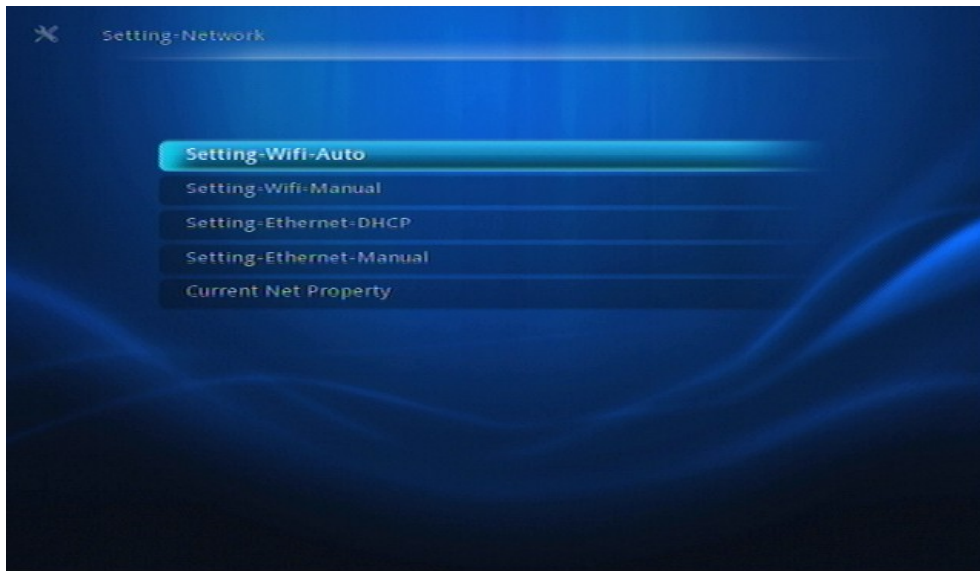 Setting-Network
Setting-Wifi-Auto
Setting-Wifi-Manual
Setting-Ethernet-DHCP
Setting-Ethernet-Manual
Current Net Property